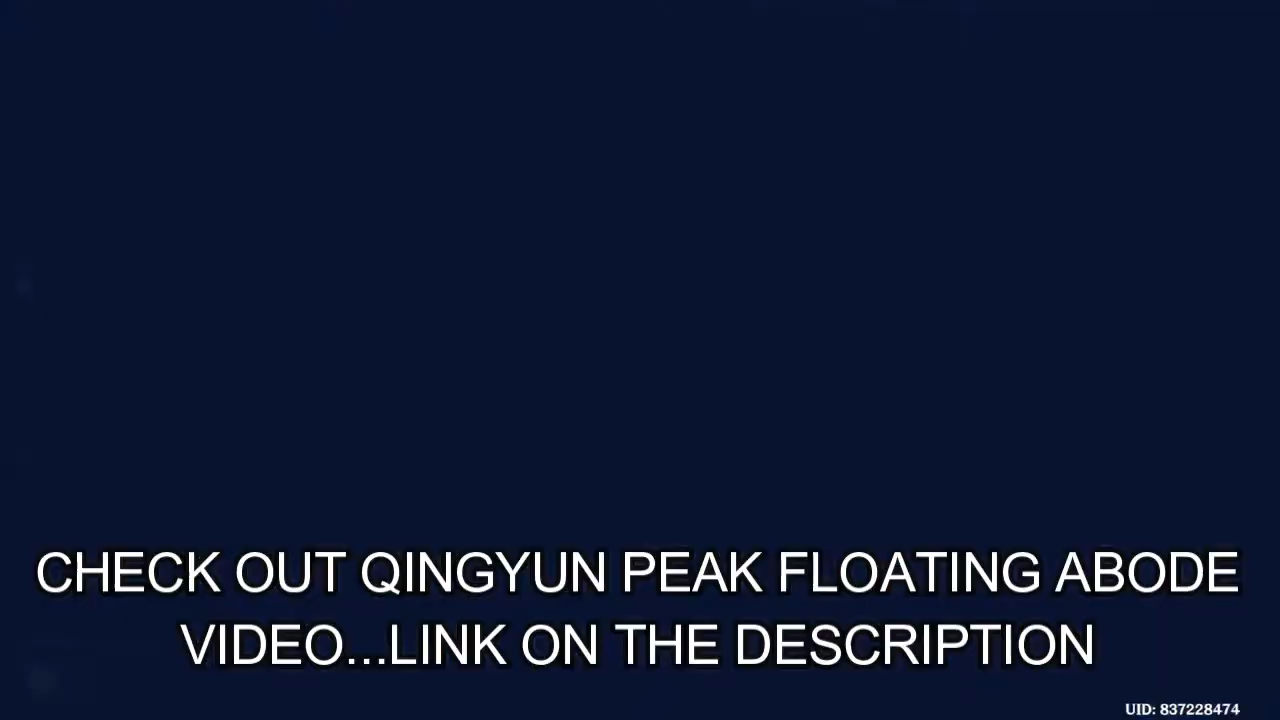 CHECK OUT QINGYUN PEAK FLOATING ABODE
VIDEO...LINK ON THE DESCRIPTION
UID: 837228474